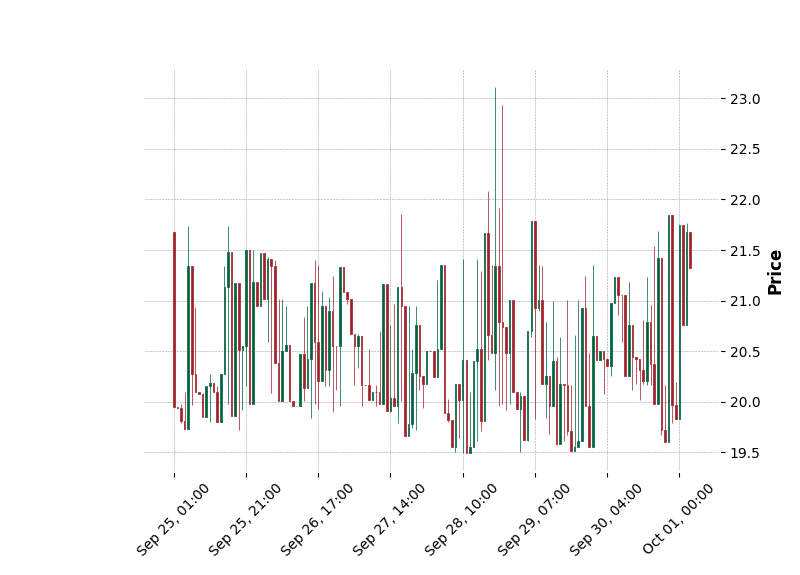 23.0
22.5
22.0
21.5
21.0
20.5
20.0
19.5
Price
Sep 25, 01:00
Sep 25, 21:00
Sep 26, 17:00
Sep 27, 14:00
Sep 28, 10:00
Sep 29, 07:00
Sep 30, 04:00
Oct 01, 00:00